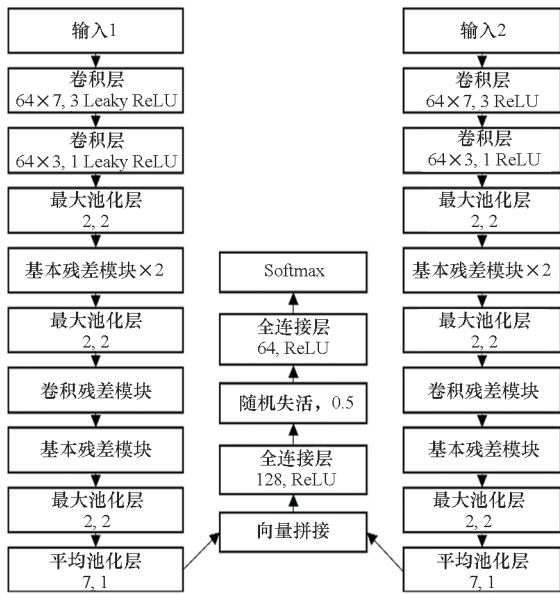 输入1
卷积层
64×7, 3 Leaky ReLU
卷积层
64×3, 1 Leaky ReLU
最大池化层
2, 2
基本残差模块×2
最大池化层
2, 2
卷积残差模块
基本残差模块
最大池化层
2, 2
平均池化层
7, 1
Softmax
全连接层
64, ReLU
随机失活，0.5
全连接层
128, ReLU
向量拼接
输入2
卷积层
64×7, 3 ReLU
卷积层
64×3, 1 ReLU
最大池化层
2, 2
基本残差模块×2
最大池化层
2, 2
卷积残差模块
基本残差模块
最大池化层
2, 2
平均池化层
7, 1